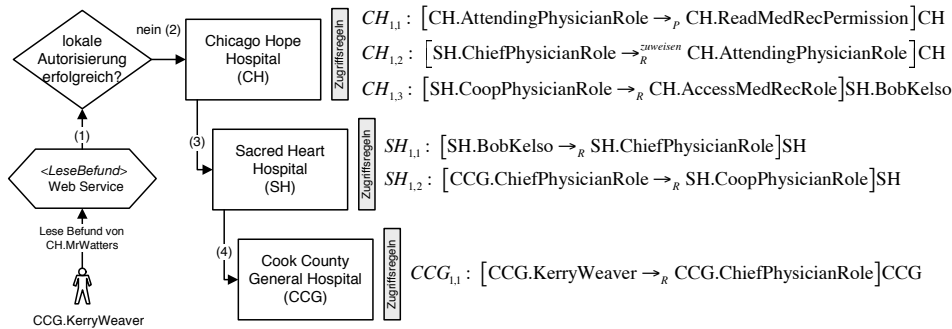 lokale
Autorisierung
erfolgreich?
nein (2)
Chicago Hope
Hospital
(CH)
Zugriffsregeln
CH₁,₁ : [CH.AttendingPhysicianRole →P CH.ReadMedRecPermission]CH
CH₁,₂ : [SH.ChiefPhysicianRole →R^zuweisen CH.AttendingPhysicianRole]CH
CH₁,₃ : [SH.CoopPhysicianRole →R CH.AccessMedRecRole]SH.BobKelso
(1)
(3)
<LeseBefund>
Web Service
Sacred Heart
Hospital
(SH)
Zugriffsregeln
SH₁,₁ : [SH.BobKelso →R SH.ChiefPhysicianRole]SH
SH₁,₂ : [CCG.ChiefPhysicianRole →R SH.CoopPhysicianRole]SH
Lese Befund von
CH.MrWatters
(4)
Cook County
General Hospital
(CCG)
Zugriffsregeln
CCG₁,₁ : [CCG.KerryWeaver →R CCG.ChiefPhysicianRole]CCG
CCG.KerryWeaver